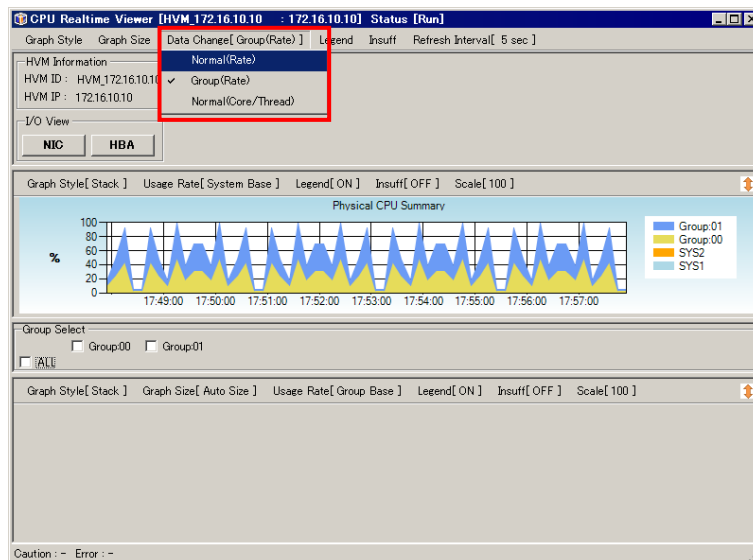 CPU Realtime Viewer [HVM_172.16.10.10 : 172.16.10.10] Status [Run]
Graph Style Graph Size Data Change[ Group(Rate) ] Legend Insuff Refresh Interval[ 5 sec ]
Normal(Rate)
Group(Rate)
Normal(Core/Thread)
HVM Information
HVM ID : HVM_172.16.10.10
HVM IP : 172.16.10.10
I/O View
NIC HBA
Graph Style[ Stack ] Usage Rate[ System Base ] Legend[ ON ] Insuff[ OFF ] Scale[ 100 ]
Physical CPU Summary
100
80
60
40
20
0
%
17:49:00 17:50:00 17:51:00 17:52:00 17:53:00 17:54:00 17:55:00 17:56:00 17:57:00
Group:01
Group:00
SYS2
SYS1
Group Select
Group:00 Group:01
ALL
Graph Style[ Stack ] Graph Size[ Auto Size ] Usage Rate[ Group Base ] Legend[ ON ] Insuff[ OFF ] Scale[ 100 ]
Caution : - Error : -